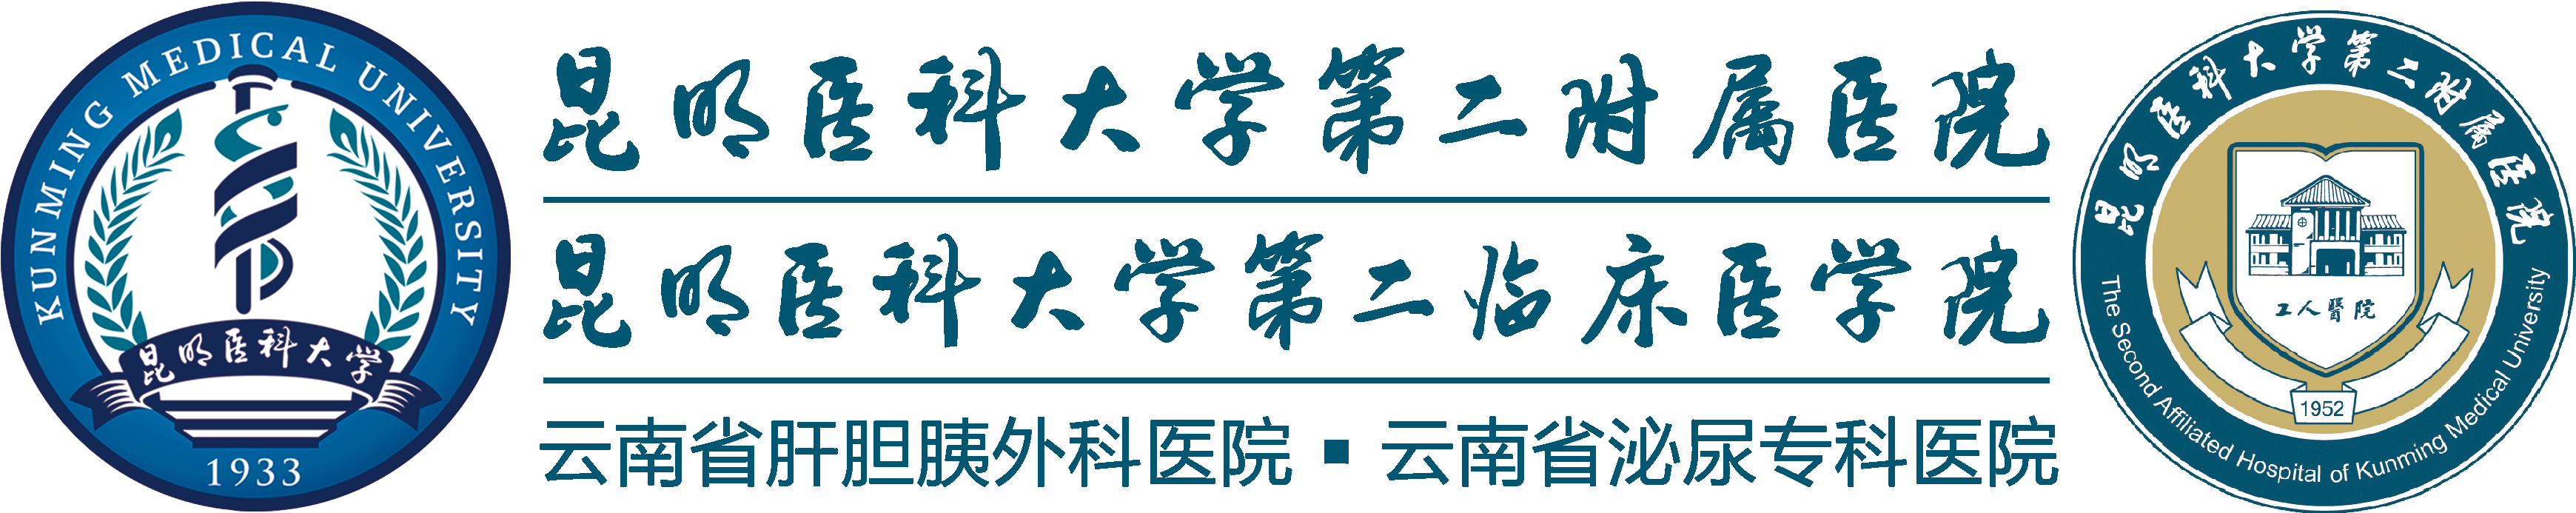 KUNMING MEDICAL UNIVERSITY
昆明医科大学
1933
昆明医科大学第二附属医院
昆明医科大学第二临床医学院
云南省肝胆胰外科医院▪云南省泌尿专科医院
昆明医科大学第二附属医院
工人醫院
1952
The Second Affiliated Hospital of Kunming Medical University